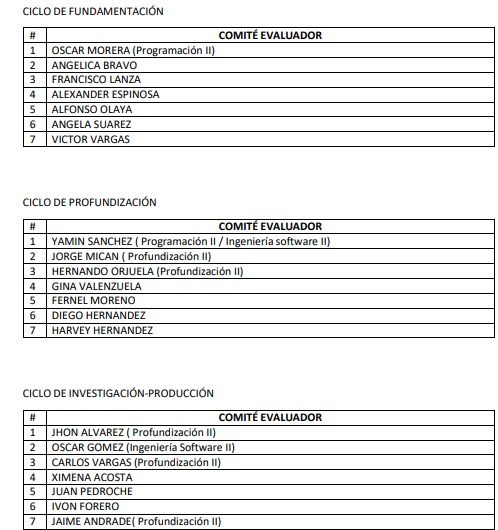 CICLO DE FUNDAMENTACIÓN
# COMITÉ EVALUADOR
1 OSCAR MORERA (Programación II)
2 ANGELICA BRAVO
3 FRANCISCO LANZA
4 ALEXANDER ESPINOSA
5 ALFONSO OLAYA
6 ANGELA SUAREZ
7 VICTOR VARGAS
CICLO DE PROFUNDIZACIÓN
# COMITÉ EVALUADOR
1 YAMIN SANCHEZ ( Programación II / Ingeniería software II)
2 JORGE MICAN ( Profundización II)
3 HERNANDO ORJUELA (Profundización II)
4 GINA VALENZUELA
5 FERNEL MORENO
6 DIEGO HERNANDEZ
7 HARVEY HERNANDEZ
CICLO DE INVESTIGACIÓN-PRODUCCIÓN
# COMITÉ EVALUADOR
1 JHON ALVAREZ ( Profundización II)
2 OSCAR GOMEZ (Ingeniería Software II)
3 CARLOS VARGAS (Profundización II)
4 XIMENA ACOSTA
5 JUAN PEDROCHE
6 IVON FORERO
7 JAIME ANDRADE( Profundización II)